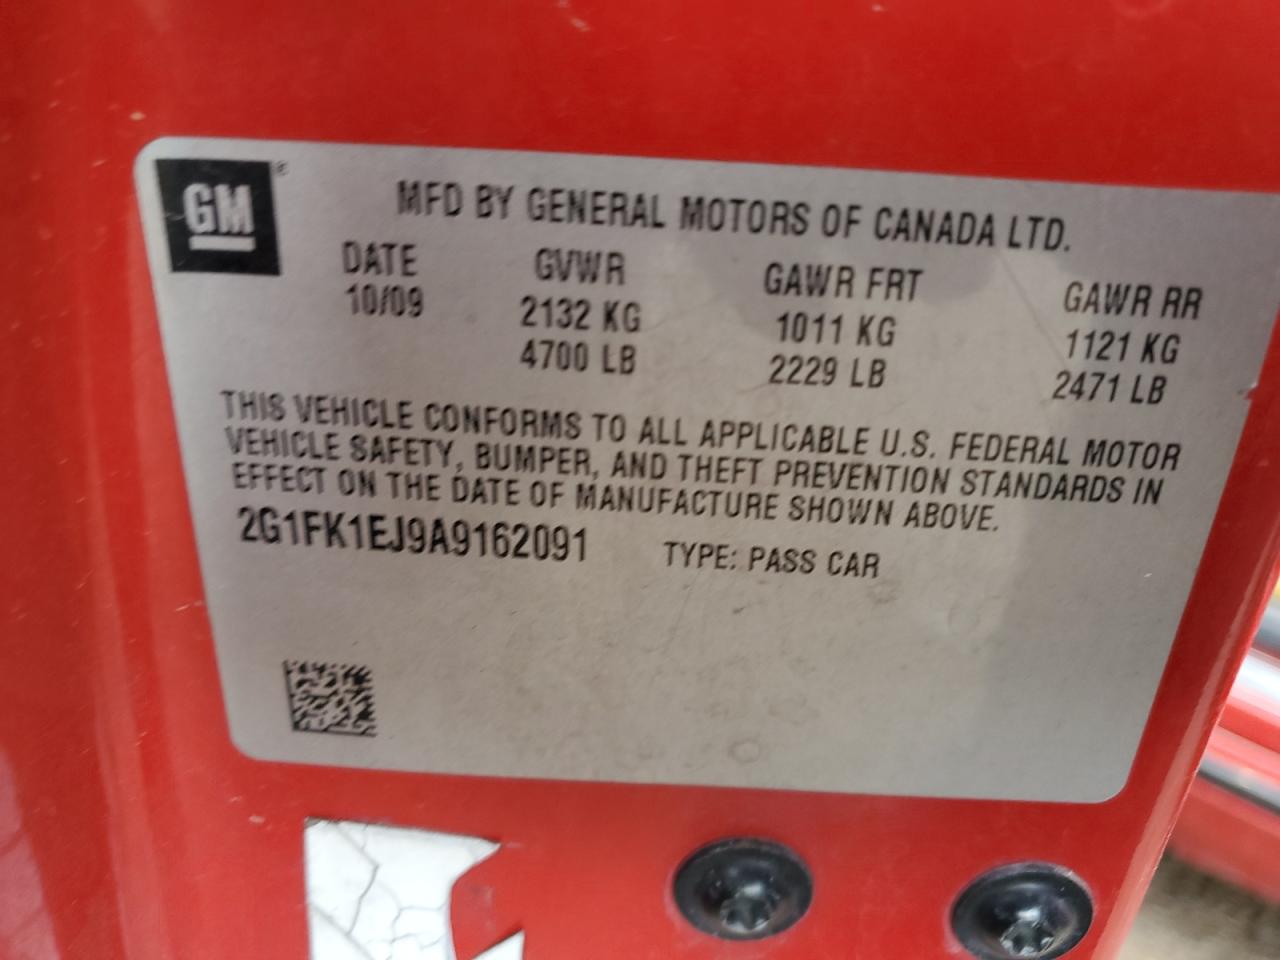 GM ®
MFD BY GENERAL MOTORS OF CANADA LTD.
DATE GVWR GAWR FRT GAWR RR
10/09 2132 KG 1011 KG 1121 KG
4700 LB 2229 LB 2471 LB
THIS VEHICLE CONFORMS TO ALL APPLICABLE U.S. FEDERAL MOTOR
VEHICLE SAFETY, BUMPER, AND THEFT PREVENTION STANDARDS IN
EFFECT ON THE DATE OF MANUFACTURE SHOWN ABOVE.
2G1FK1EJ9A9162091 TYPE: PASS CAR